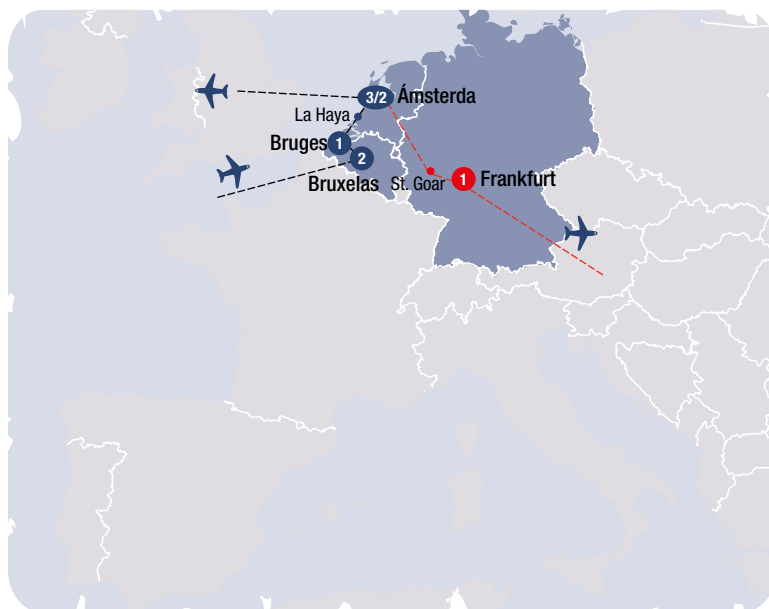 3/2 Ámsterda
La Haya
Bruges 1
2
Bruxelas
St. Goar
1 Frankfurt